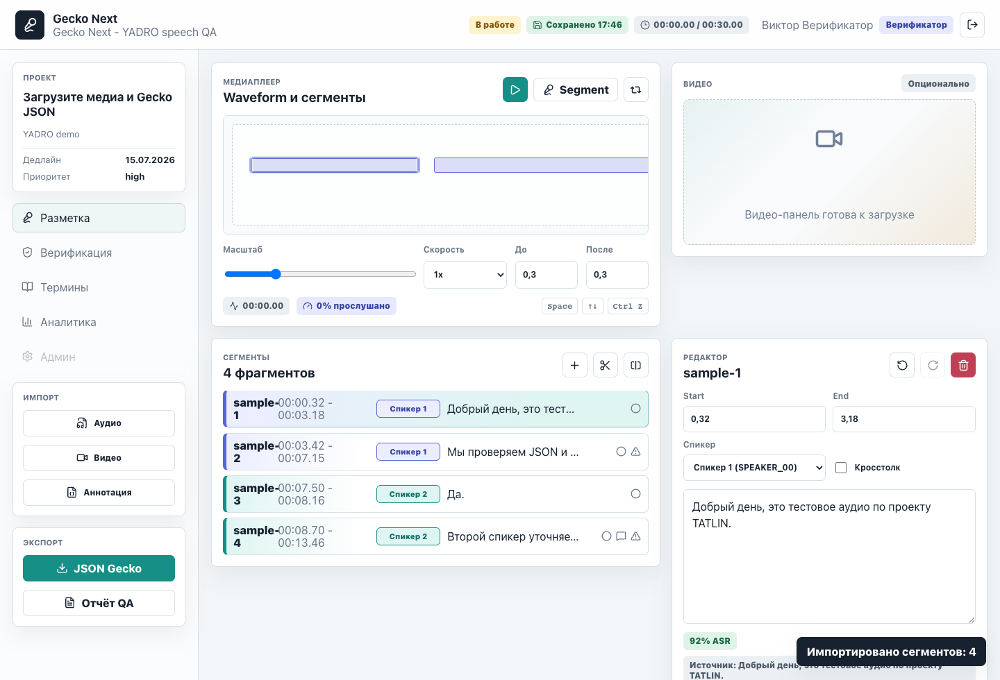 Gecko Next
Gecko Next - YADRO speech QA
В работе
Сохранено 17:46
00:00.00 / 00:30.00
Виктор Верификатор
Верификатор
ПРОЕКТ
Загрузите медиа и Gecko
JSON
YADRO demo
Дедлайн 15.07.2026
Приоритет high
Разметка
Верификация
Термины
Аналитика
Админ
ИМПОРТ
Аудио
Видео
Аннотация
ЭКСПОРТ
JSON Gecko
Отчёт QA
МЕДИАПЛЕЕР
Waveform и сегменты
Segment
Масштаб
Скорость
До
После
1x
0,3
0,3
00:00.00
0% прослушано
Space
↑↓
Ctrl Z
ВИДЕО
Опционально
Видео-панель готова к загрузке
СЕГМЕНТЫ
4 фрагментов
sample-1 00:00.32 - 00:03.18 Спикер 1 Добрый день, это тест...
sample-2 00:03.42 - 00:07.15 Спикер 1 Мы проверяем JSON и ...
sample-3 00:07.50 - 00:08.16 Спикер 2 Да.
sample-4 00:08.70 - 00:13.46 Спикер 2 Второй спикер уточняе...
РЕДАКТОР
sample-1
Start
End
0,32
3,18
Спикер
Спикер 1 (SPEAKER_00)
Кросстолк
Добрый день, это тестовое аудио по проекту
TATLIN.
92% ASR
Источник: Добрый день, это тестовое аудио по проекту
TATLIN.
Импортировано сегментов: 4